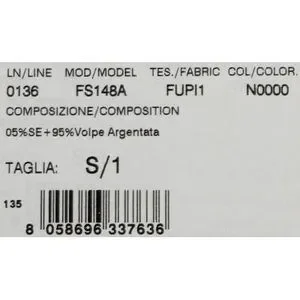 LN/LINE MOD/MODEL TES./FABRIC COL/COLOR.
0136 FS148A FUPI1 N0000
COMPOSIZIONE/COMPOSITION
05%SE+95%Volpe Argentata
TAGLIA: S/1
135
8 058696 337636